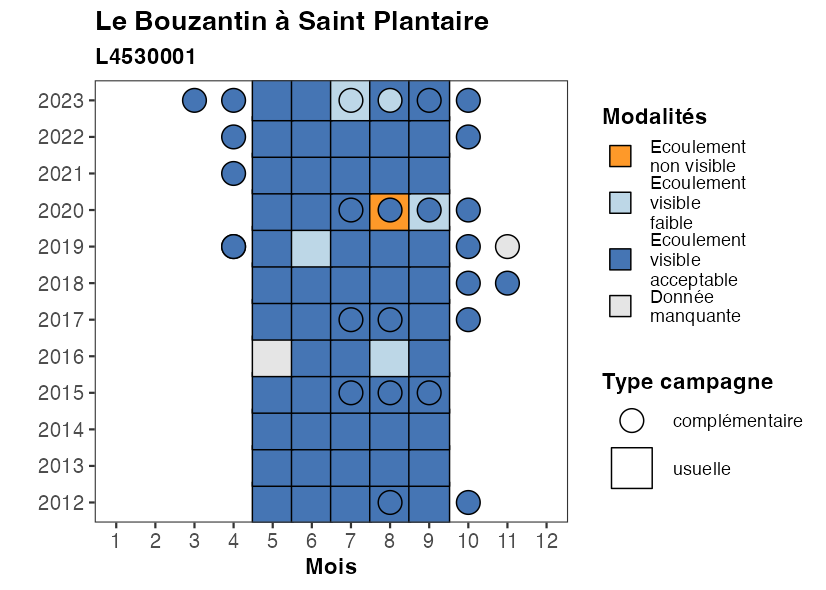 Le Bouzantin à Saint Plantaire
L4530001
2023
2022
2021
2020
2019
2018
2017
2016
2015
2014
2013
2012
1 2 3 4 5 6 7 8 9 10 11 12
Mois
Modalités
Ecoulement
non visible
Ecoulement
visible
faible
Ecoulement
visible
acceptable
Donnée
manquante
Type campagne
complémentaire
usuelle